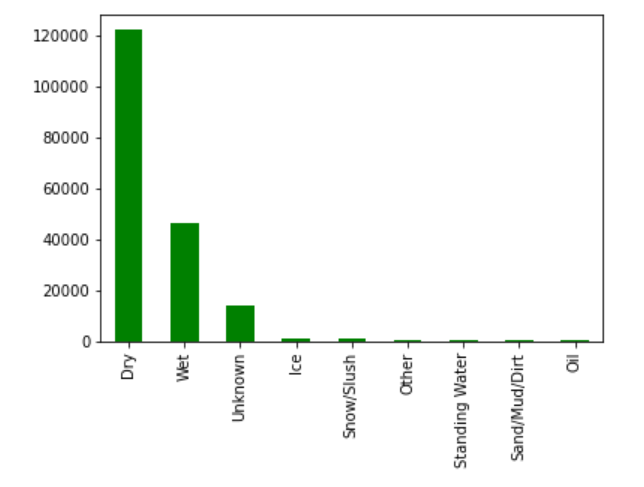 120000
100000
80000
60000
40000
20000
0
Dry
Wet
Unknown
Ice
Snow/Slush
Other
Standing Water
Sand/Mud/Dirt
Oil